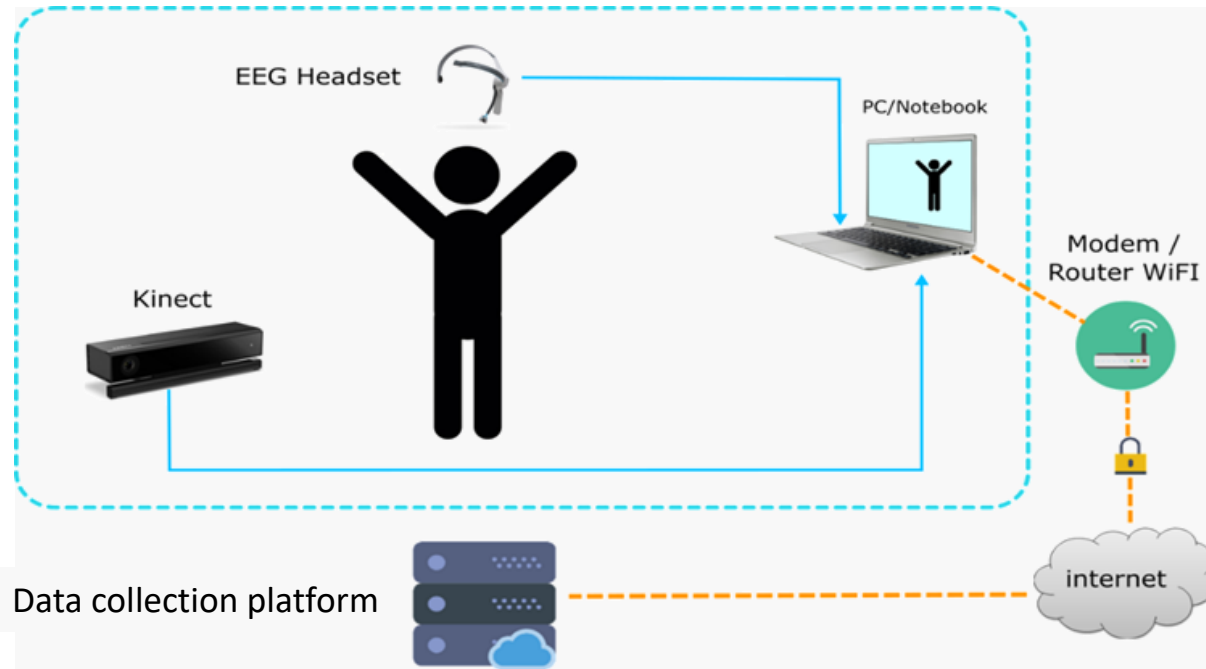 EEG Headset
PC/Notebook
Modem /
Router WiFI
Kinect
internet
Data collection platform